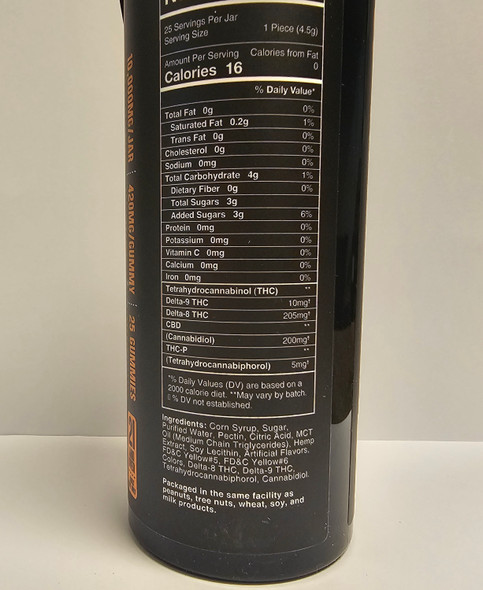 25 Servings Per Jar
Serving Size 1 Piece (4.5g)
Amount Per Serving Calories from Fat
Calories 16 0
% Daily Value*
Total Fat 0g 0%
Saturated Fat 0.2g 1%
Trans Fat 0g 0%
Cholesterol 0g 0%
Sodium 0mg 0%
Total Carbohydrate 4g 1%
Dietary Fiber 0g 0%
Total Sugars 3g
Added Sugars 3g 6%
Protein 0mg 0%
Potassium 0mg 0%
Vitamin C 0mg 0%
Calcium 0mg 0%
Iron 0mg 0%
Tetrahydrocannabinol (THC) **
Delta-9 THC 10mg†
Delta-8 THC 205mg†
CBD **
(Cannabidiol) 200mg†
THC-P **
(Tetrahydrocannabiphorol) 5mg†
*% Daily Values (DV) are based on a
2000 calorie diet. **May vary by batch.
▯ % DV not established.
Ingredients: Corn Syrup, Sugar,
Purified Water, Pectin, Citric Acid, MCT
Oil (Medium Chain Triglycerides), Hemp
Extract, Soy Lecithin, Artificial Flavors,
FD&C Yellow#5, FD&C Yellow#6
Colors, Delta-8 THC, Delta-9 THC,
Tetrahydrocannabiphorol, Cannabidiol.
Packaged in the same facility as
peanuts, tree nuts, wheat, soy, and
milk products.
10,000MG/JAR 420MG/GUMMY 25 GUMMIES